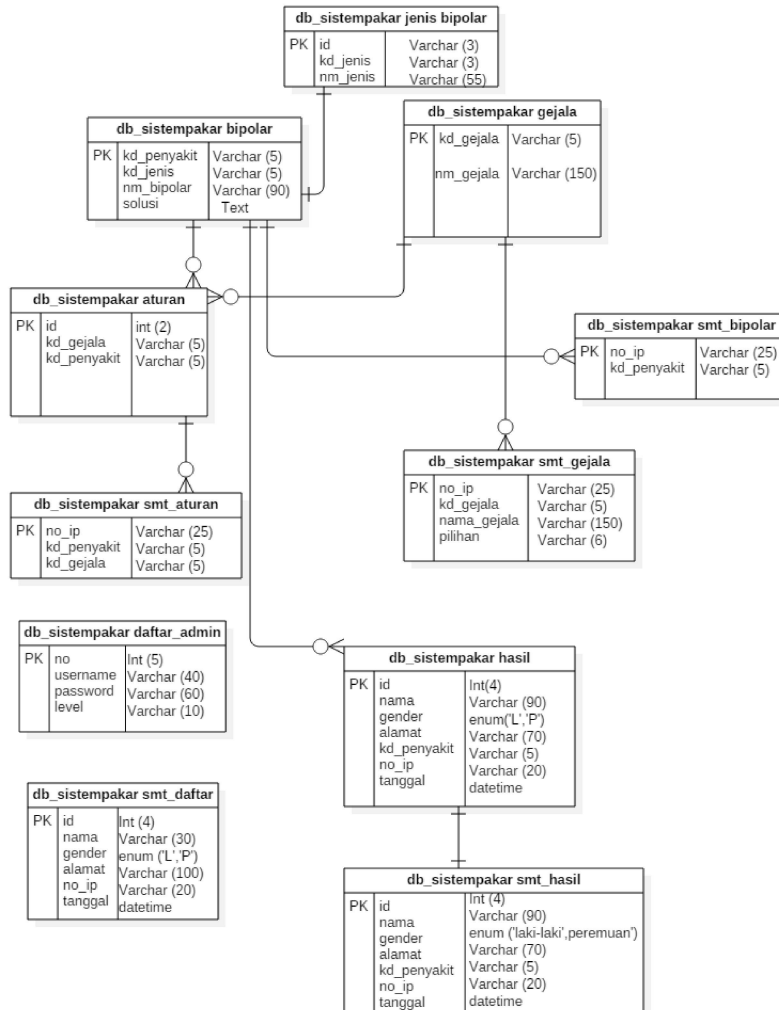 db_sistempakar jenis bipolar
PK id Varchar (3)
kd_jenis Varchar (3)
nm_jenis Varchar (55)
db_sistempakar gejala
PK kd_gejala Varchar (5)
nm_gejala Varchar (150)
db_sistempakar bipolar
PK kd_penyakit Varchar (5)
kd_jenis Varchar (5)
nm_bipolar Varchar (90)
solusi Text
db_sistempakar aturan
PK id int (2)
kd_gejala Varchar (5)
kd_penyakit Varchar (5)
db_sistempakar smt_bipolar
PK no_ip Varchar (25)
kd_penyakit Varchar (5)
db_sistempakar smt_gejala
PK no_ip Varchar (25)
kd_gejala Varchar (5)
nama_gejala Varchar (150)
pilihan Varchar (6)
db_sistempakar smt_aturan
PK no_ip Varchar (25)
kd_penyakit Varchar (5)
kd_gejala Varchar (5)
db_sistempakar daftar_admin
PK no Int (5)
username Varchar (40)
password Varchar (60)
level Varchar (10)
db_sistempakar hasil
PK id Int(4)
nama Varchar (90)
gender enum('L','P')
alamat Varchar (70)
kd_penyakit Varchar (5)
no_ip Varchar (20)
tanggal datetime
db_sistempakar smt_daftar
PK id Int (4)
nama Varchar (30)
gender enum ('L','P')
alamat Varchar (100)
no_ip Varchar (20)
tanggal datetime
db_sistempakar smt_hasil
PK id Int (4)
nama Varchar (90)
gender enum ('laki-laki',peremuan')
alamat Varchar (70)
kd_penyakit Varchar (5)
no_ip Varchar (20)
tanggal datetime